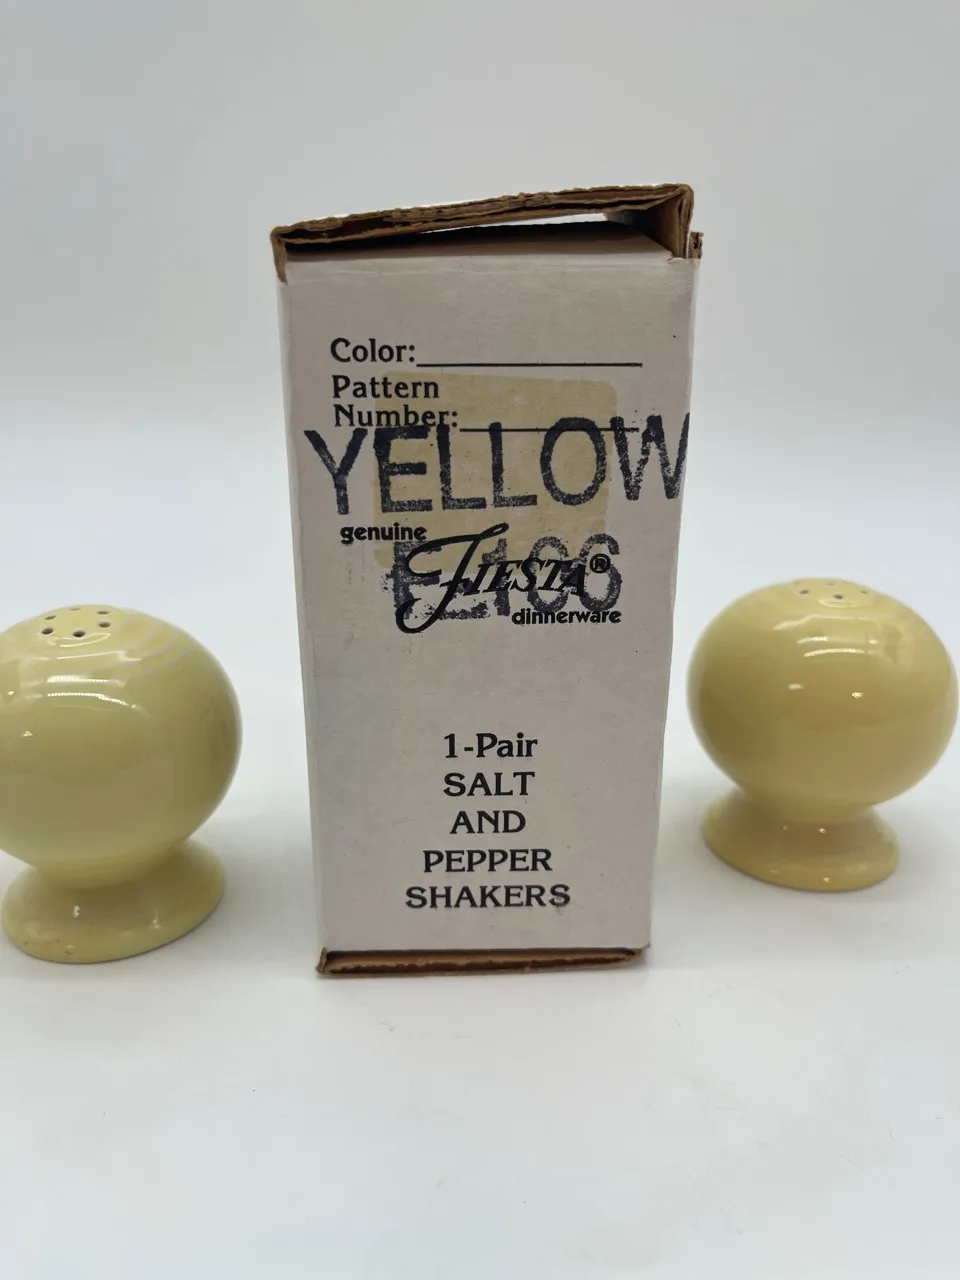 Color:
Pattern
Number:
YELLOW
genuine
FIESTA®
dinnerware
1-Pair
SALT
AND
PEPPER
SHAKERS